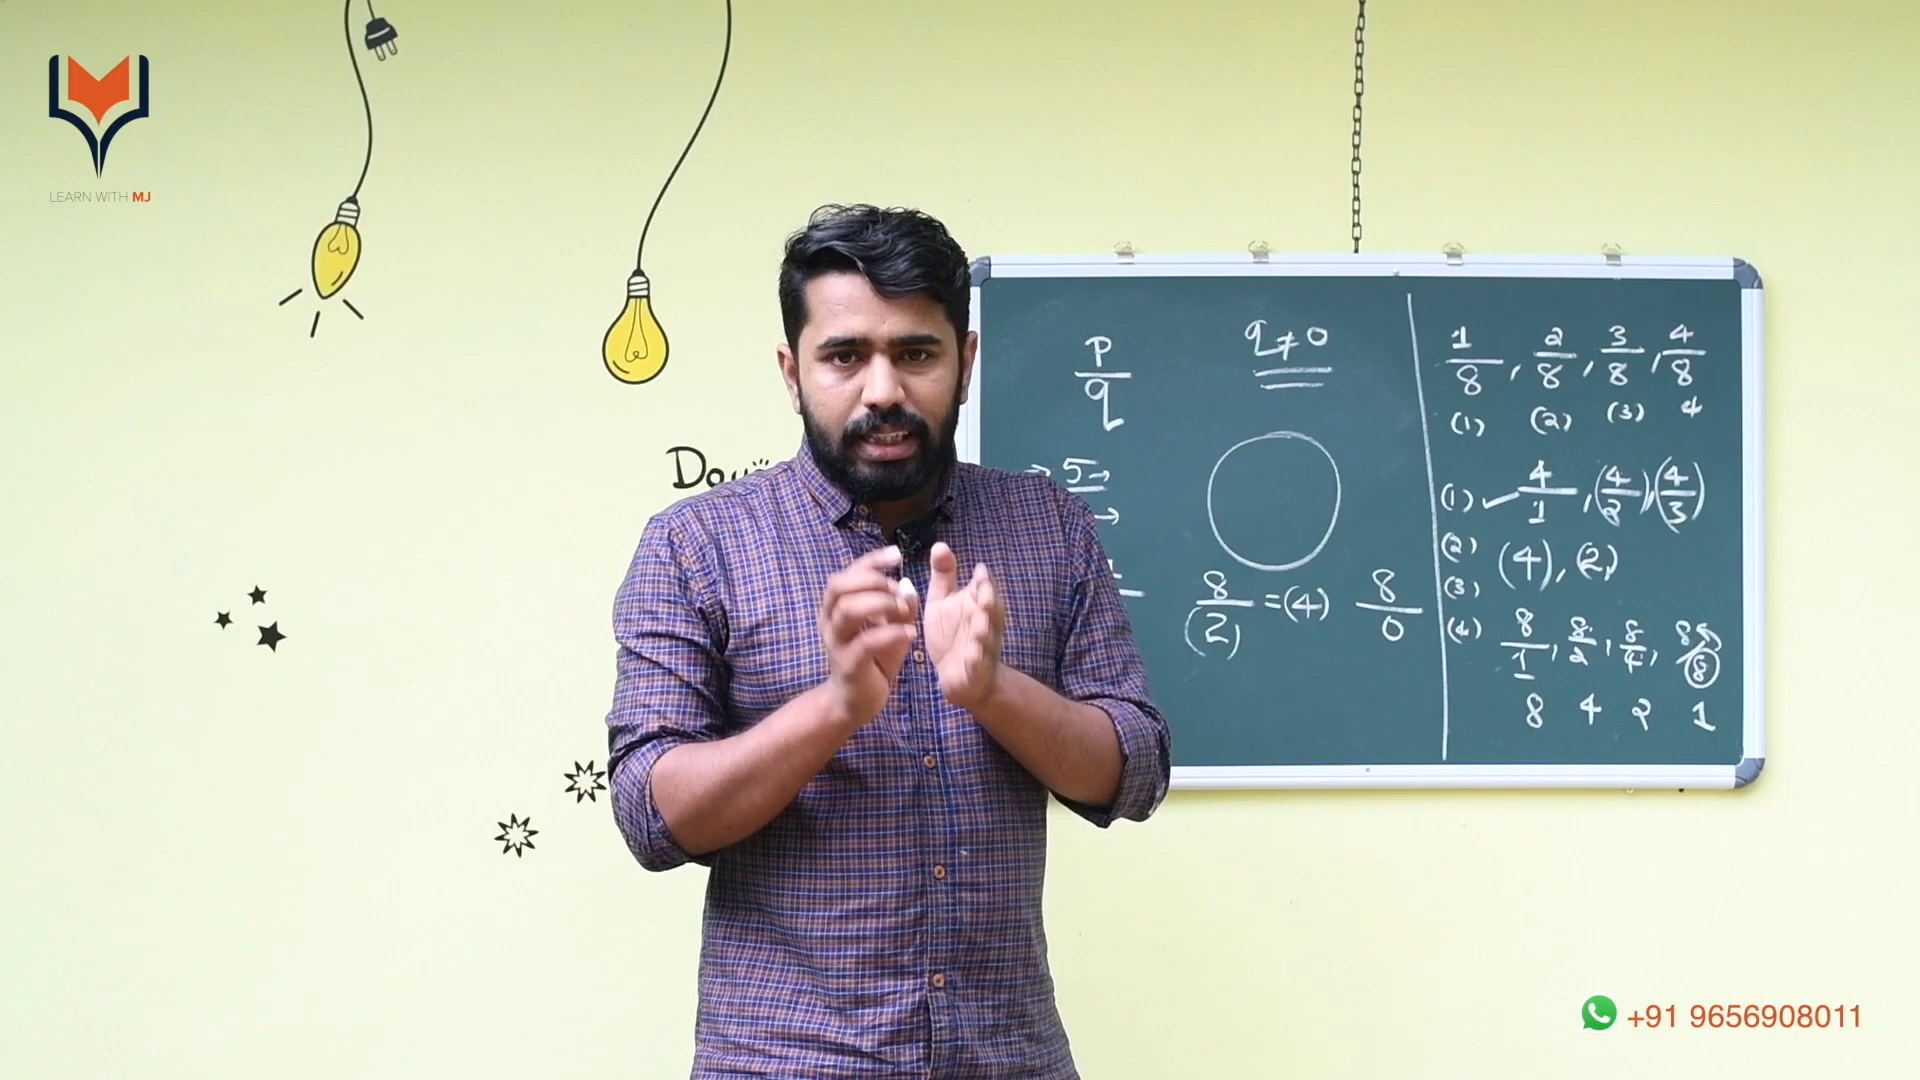 LEARN WITH MJ
p/q
q ≠ 0
→ 5 →
→
8/(2) = (4)
8/0
1/8, 2/8, 3/8, 4/8
(1) (2) (3) 4
(1) ✓ 4/1, (4/2), (4/3)
(2) (4), (2)
(3)
(4) 8/1, 8/2, 8/4, 8/8
8 4 2 1
+91 9656908011